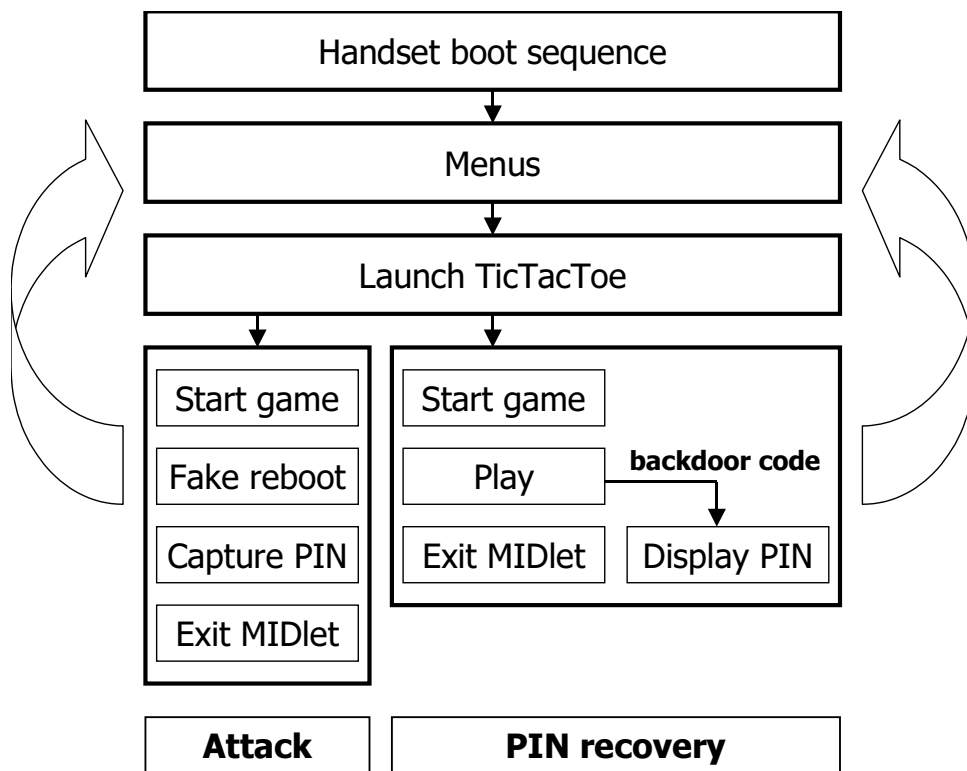 Handset boot sequence
Menus
Launch TicTacToe
Start game
Fake reboot
Capture PIN
Exit MIDlet
Start game
Play
backdoor code
Exit MIDlet
Display PIN
Attack
PIN recovery